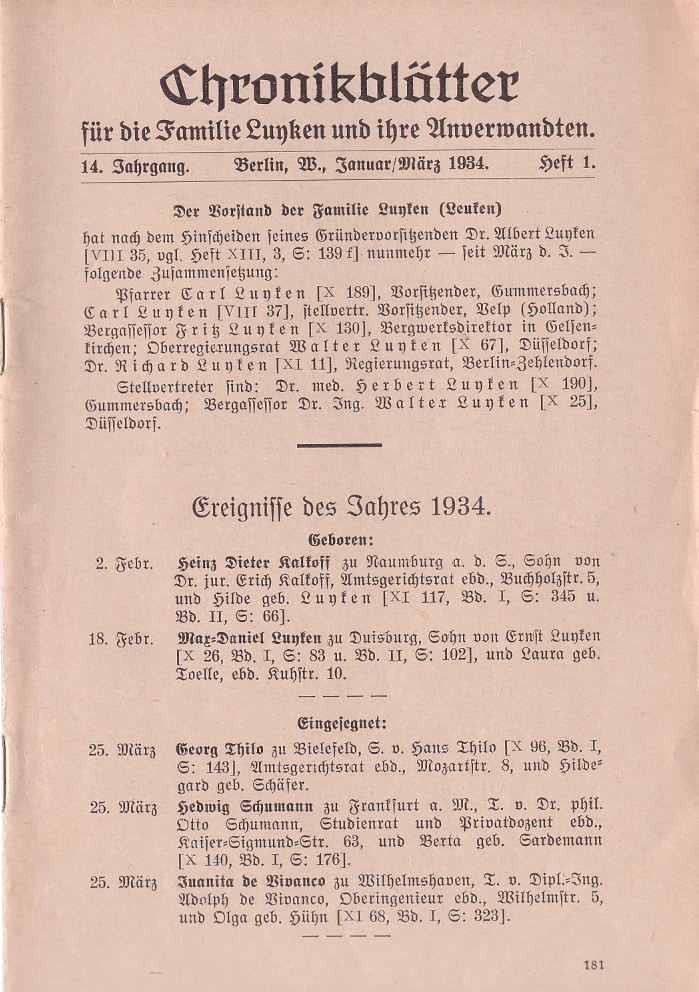 Chronikblätter
für die Familie Luyken und ihre Anverwandten.
14. Jahrgang. Berlin, W., Januar/März 1934. Heft 1.
Der Vorstand der Familie Luyken (Leuken)
hat nach dem Hinscheiden seines Gründervorsitzenden Dr. Albert Luyken
[VIII 35, vgl. Heft XIII, 3, S: 139 f] nunmehr — seit März d. J. —
folgende Zusammensetzung:
Pfarrer Carl Luyken [X 189], Vorsitzender, Gummersbach;
Carl Luyken [VIII 37], stellvertr. Vorsitzender, Velp (Holland);
Bergassessor Fritz Luyken [X 130], Bergwerksdirektor in Gelsen-
kirchen; Oberregierungsrat Walter Luyken [X 67], Düsseldorf;
Dr. Richard Luyken [XI 11], Regierungsrat, Berlin-Zehlendorf.
Stellvertreter sind: Dr. med. Herbert Luyken [X 190],
Gummersbach; Bergassessor Dr. Ing. Walter Luyken [X 25],
Düsseldorf.
Ereignisse des Jahres 1934.
Geboren:
2. Febr. Heinz Dieter Kalkoff zu Naumburg a. d. S., Sohn von
Dr. jur. Erich Kalkoff, Amtsgerichtsrat ebd., Buchholzstr. 5,
und Hilde geb. Luyken [XI 117, Bd. I, S: 345 u.
Bd. II, S: 66].
18. Febr. Max-Daniel Luyken zu Duisburg, Sohn von Ernst Luyken
[X 26, Bd. I, S: 83 u. Bd. II, S: 102], und Laura geb.
Toelle, ebd. Kuhstr. 10.
Eingesegnet:
25. März Georg Thilo zu Bielefeld, S. v. Hans Thilo [X 96, Bd. I,
S: 143], Amtsgerichtsrat ebd., Mozartstr. 8, und Hilde-
gard geb. Schäfer.
25. März Hedwig Schumann zu Frankfurt a. M., T. v. Dr. phil.
Otto Schumann, Studienrat und Privatdozent ebd.,
Kaiser-Sigmund-Str. 63, und Berta geb. Sardemann
[X 140, Bd. I, S: 176].
25. März Juanita de Vivanco zu Wilhelmshaven, T. v. Dipl.-Ing.
Adolph de Vivanco, Oberingenieur ebd., Wilhelmstr. 5,
und Olga geb. Hühn [XI 68, Bd. I, S: 323].
181